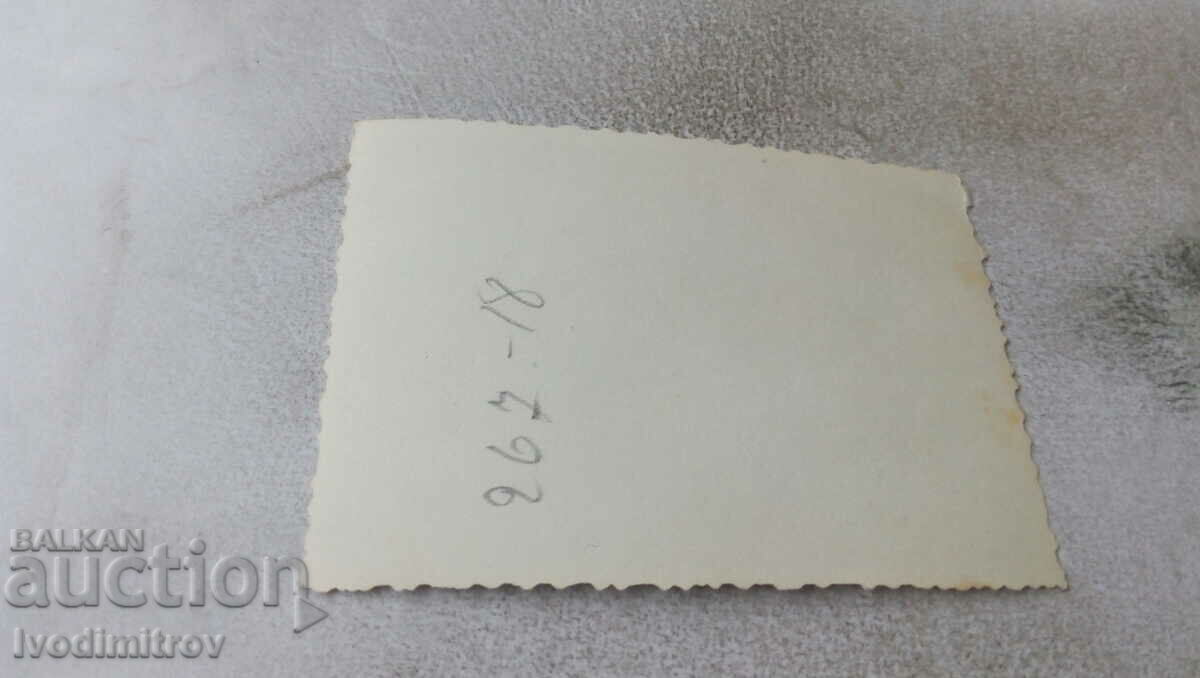 267-18
BALKAN
auction
Ivodimitrov